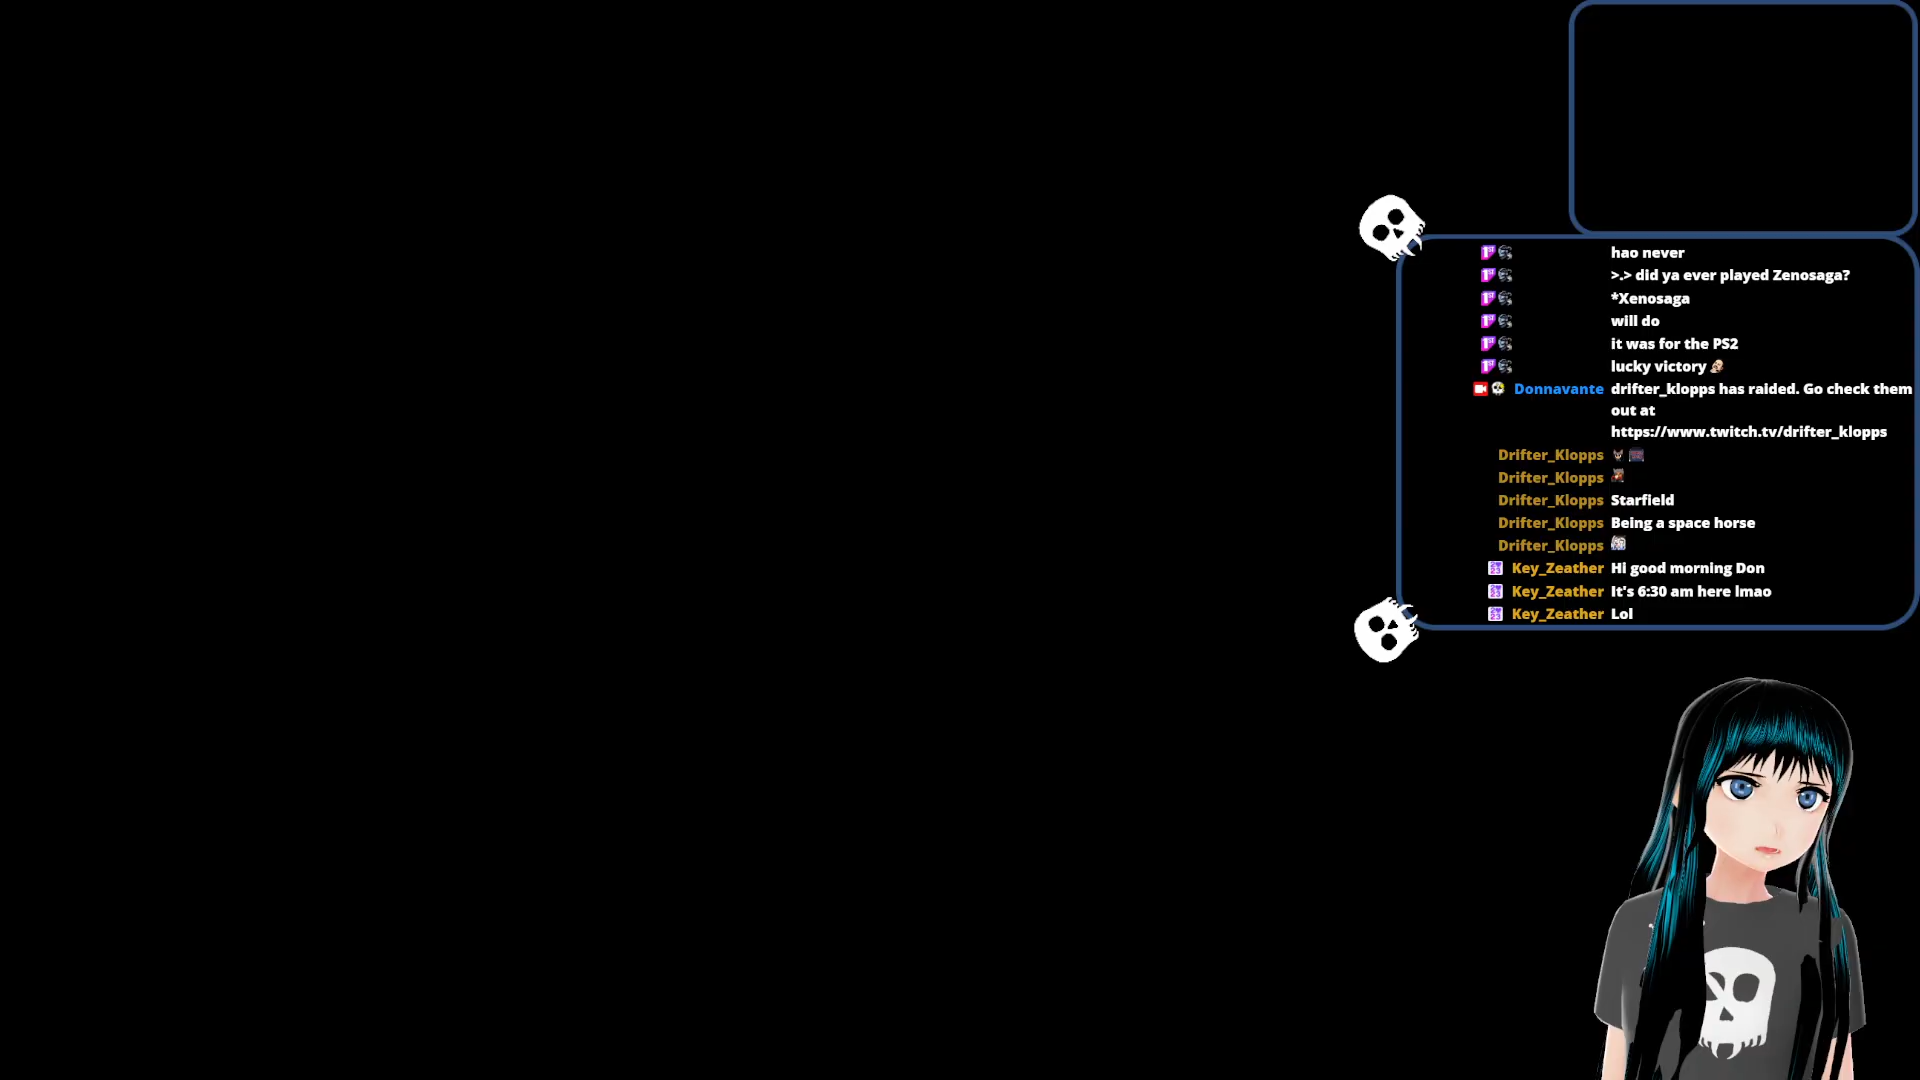 hao never
>.> did ya ever played Zenosaga?
*Xenosaga
will do
it was for the PS2
lucky victory
Donnavante drifter_klopps has raided. Go check them
out at
https://www.twitch.tv/drifter_klopps
Drifter_Klopps
Drifter_Klopps
Drifter_Klopps Starfield
Drifter_Klopps Being a space horse
Drifter_Klopps
Key_Zeather Hi good morning Don
Key_Zeather It's 6:30 am here lmao
Key_Zeather Lol